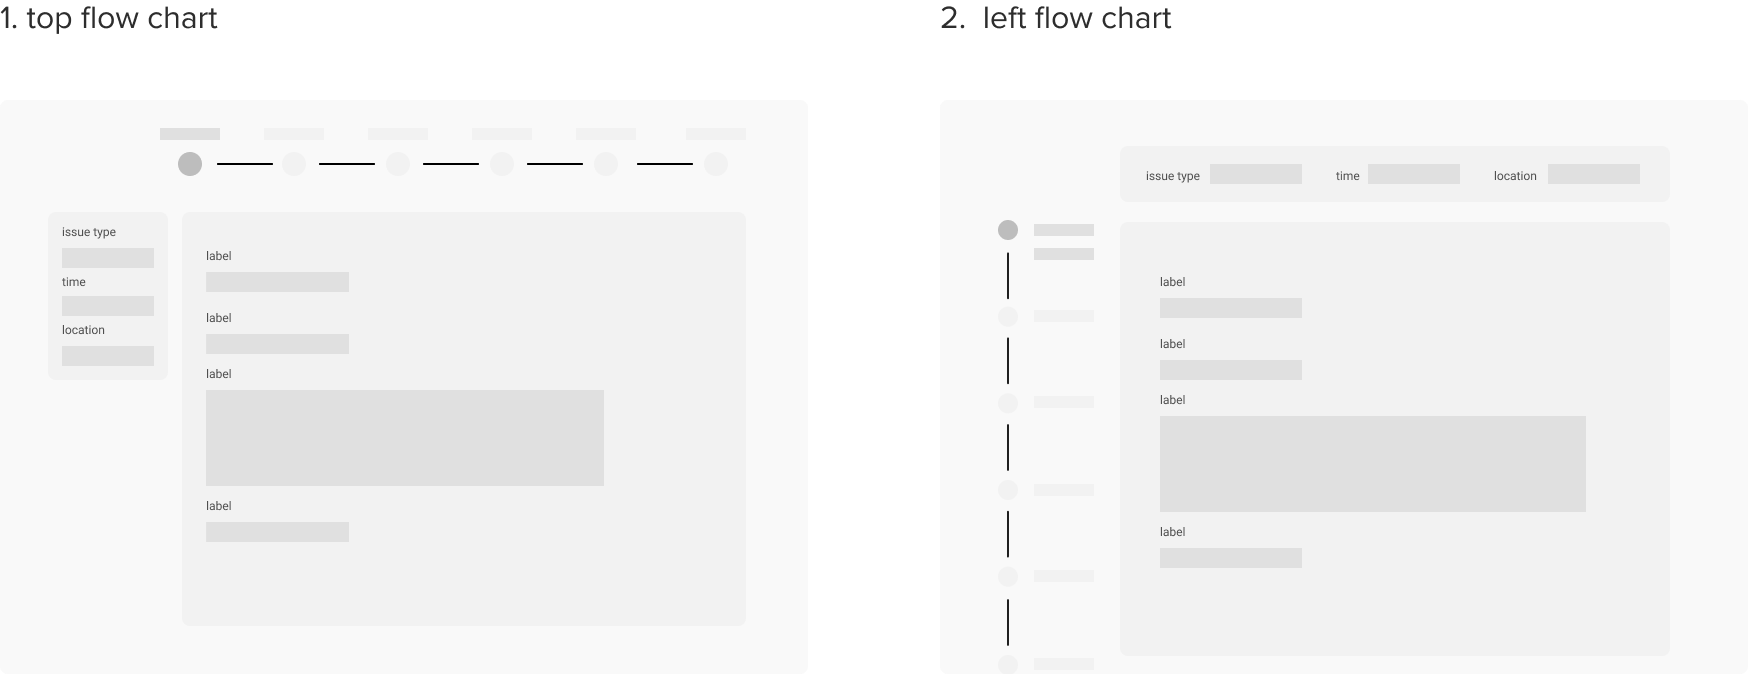 1. top flow chart
issue type
time
location
label
label
label
label
2. left flow chart
issue type time location
label
label
label
label